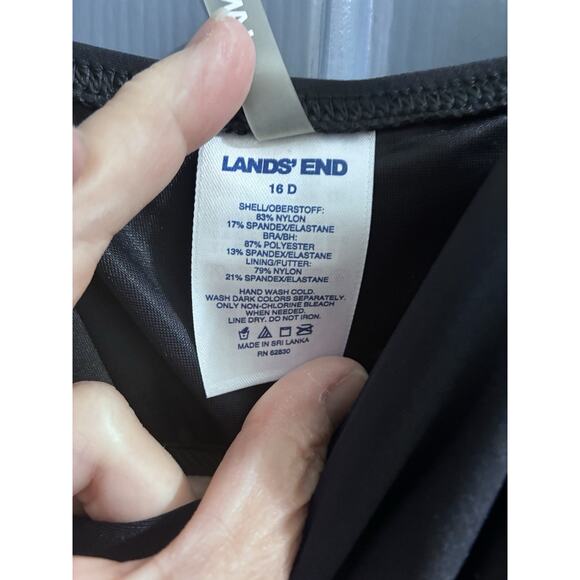 LANDS' END
16 D
SHELL/OBERSTOFF:
83% NYLON
17% SPANDEX/ELASTANE
BRA/BH:
87% POLYESTER
13% SPANDEX/ELASTANE
LINING/FUTTER:
79% NYLON
21% SPANDEX/ELASTANE
HAND WASH COLD.
WASH DARK COLORS SEPARATELY.
ONLY NON-CHLORINE BLEACH
WHEN NEEDED.
LINE DRY. DO NOT IRON.
MADE IN SRI LANKA
RN 62830